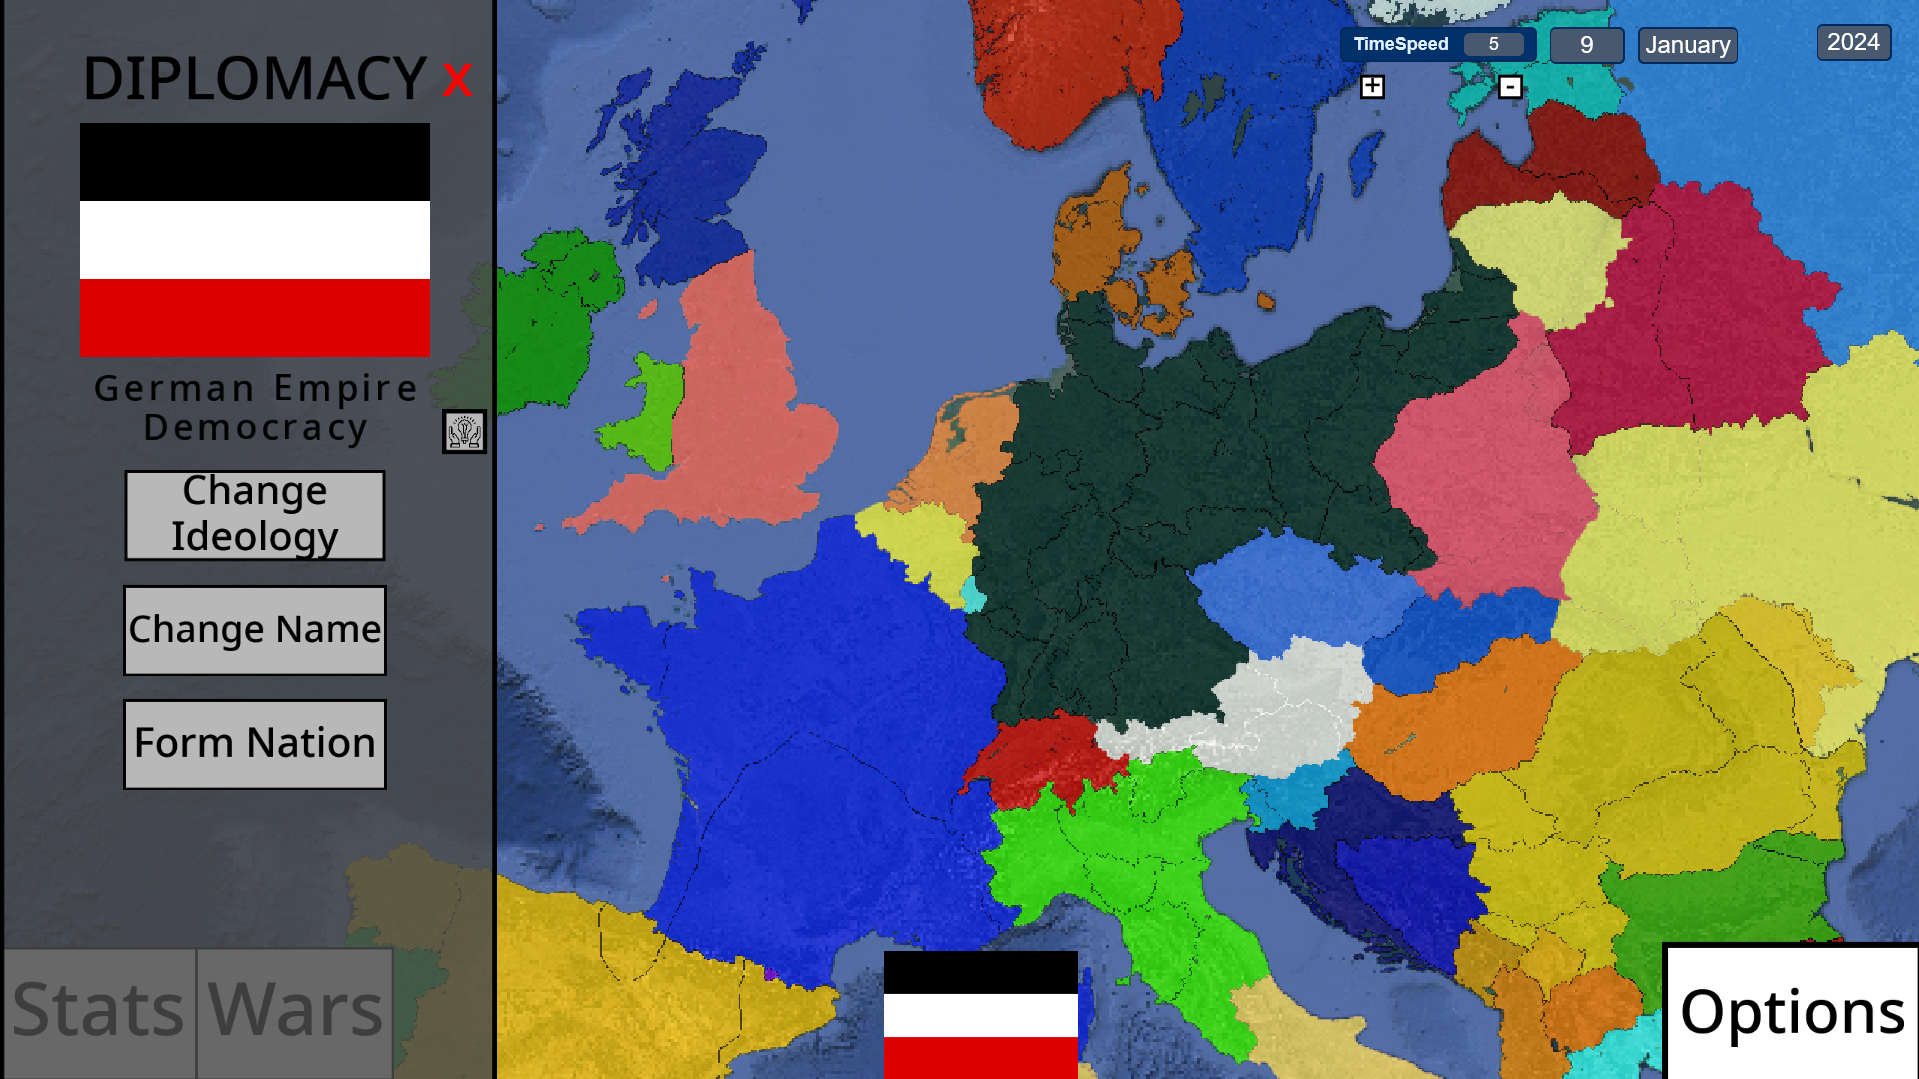 DIPLOMACY X
German Empire
Democracy
Change
Ideology
Change Name
Form Nation
Stats
Wars
TimeSpeed 5
9
January
2024
+
-
Options